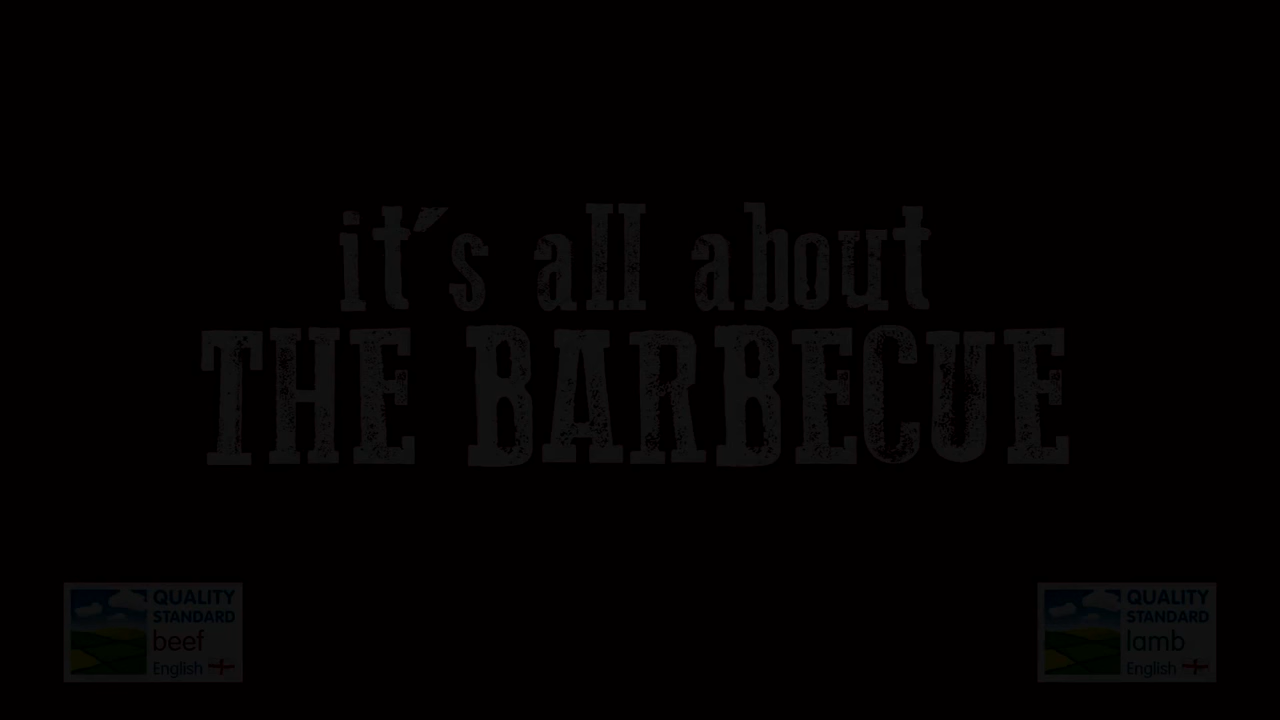 it's all about
THE BARBECUE
QUALITY
STANDARD
beef
English
QUALITY
STANDARD
lamb
English